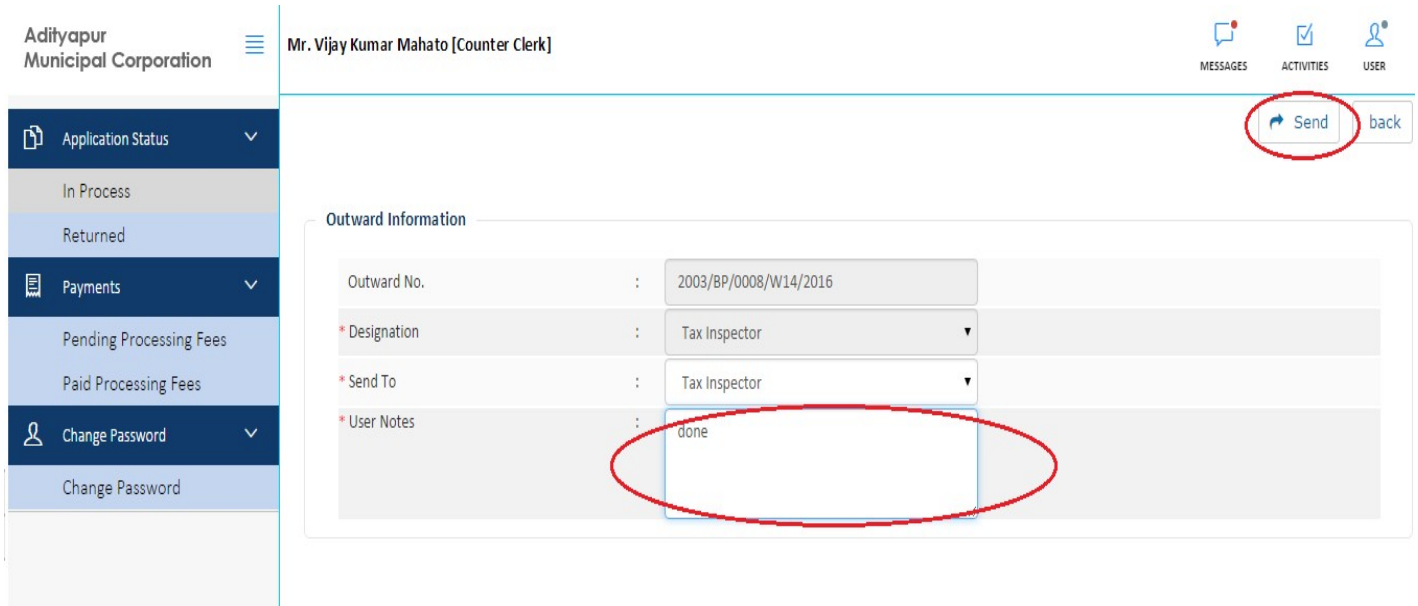 Adityapur
Municipal Corporation
Mr. Vijay Kumar Mahato [Counter Clerk]
MESSAGES
ACTIVITIES
USER
Send
back
Application Status
In Process
Returned
Payments
Pending Processing Fees
Paid Processing Fees
Change Password
Change Password
Outward Information
Outward No. : 2003/BP/0008/W14/2016
* Designation : Tax Inspector
* Send To : Tax Inspector
* User Notes : done